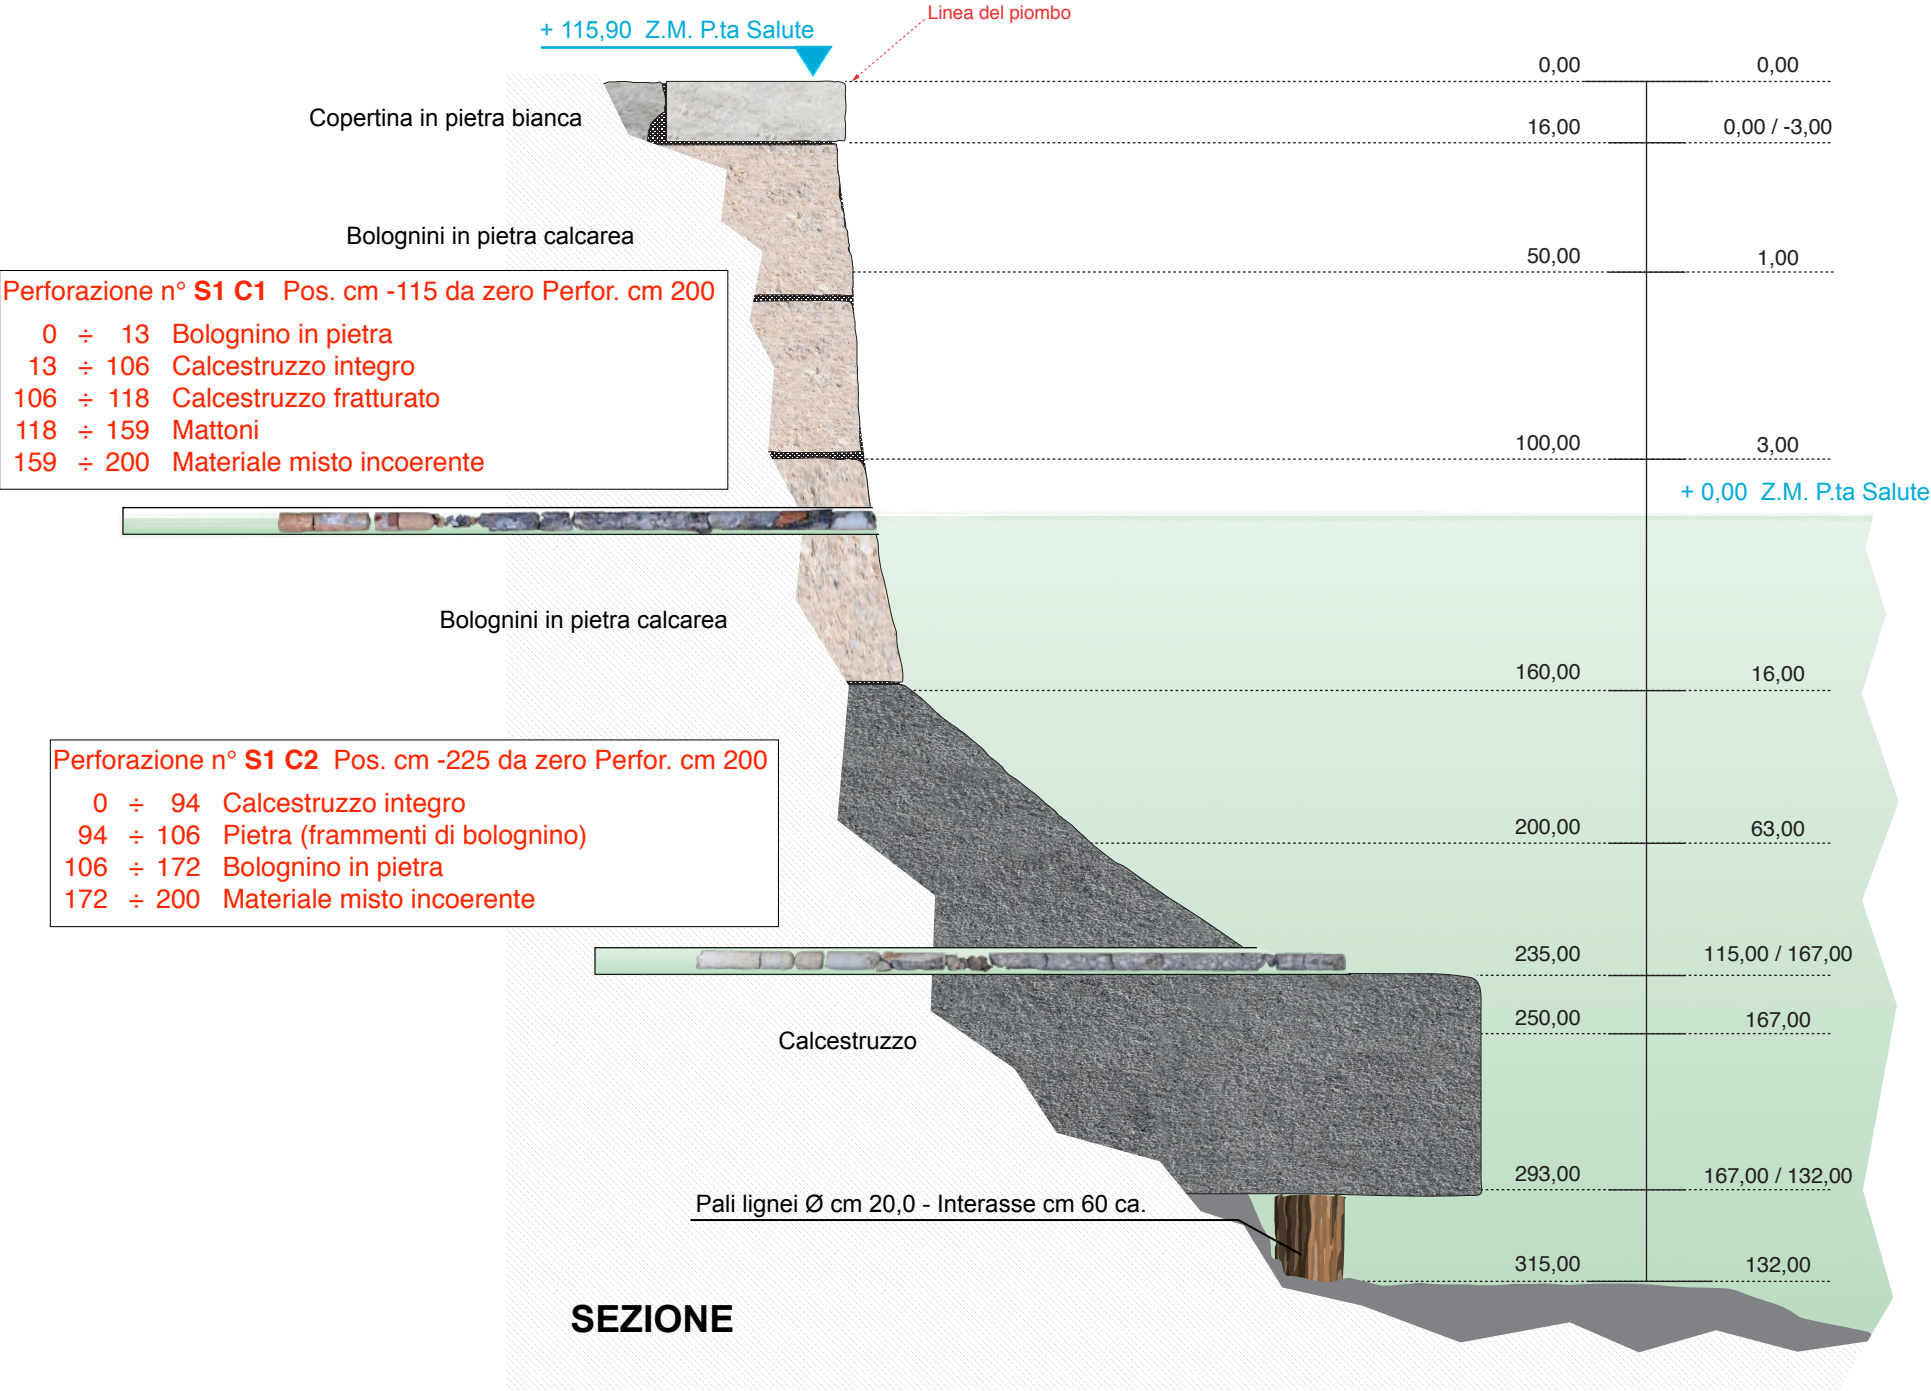 Linea del piombo
+ 115,90 Z.M. P.ta Salute
0,00 0,00
Copertina in pietra bianca
16,00 0,00 / -3,00
Bolognini in pietra calcarea
50,00 1,00
Perforazione n° S1 C1 Pos. cm -115 da zero Perfor. cm 200
0 ÷ 13 Bolognino in pietra
13 ÷ 106 Calcestruzzo integro
106 ÷ 118 Calcestruzzo fratturato
118 ÷ 159 Mattoni
159 ÷ 200 Materiale misto incoerente
100,00 3,00
+ 0,00 Z.M. P.ta Salute
Bolognini in pietra calcarea
160,00 16,00
Perforazione n° S1 C2 Pos. cm -225 da zero Perfor. cm 200
0 ÷ 94 Calcestruzzo integro
94 ÷ 106 Pietra (frammenti di bolognino)
106 ÷ 172 Bolognino in pietra
172 ÷ 200 Materiale misto incoerente
200,00 63,00
235,00 115,00 / 167,00
250,00 167,00
Calcestruzzo
293,00 167,00 / 132,00
Pali lignei Ø cm 20,0 - Interasse cm 60 ca.
315,00 132,00
SEZIONE